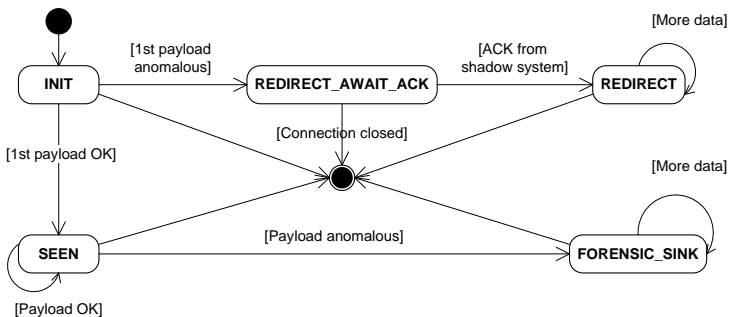 [More data]
[1st payload
anomalous]
[ACK from
shadow system]
INIT
REDIRECT_AWAIT_ACK
REDIRECT
[Connection closed]
[1st payload OK]
[More data]
[Payload anomalous]
SEEN
FORENSIC_SINK
[Payload OK]